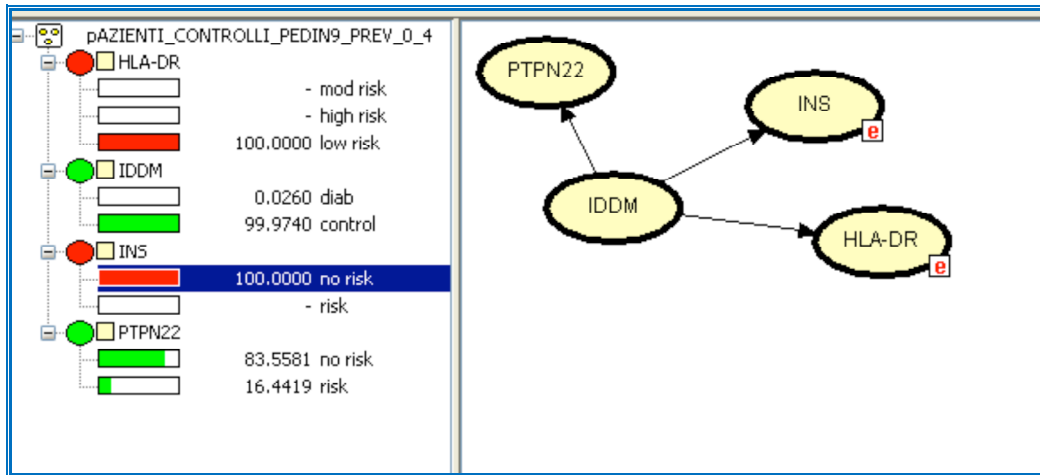 pAZIENTI_CONTROLLI_PEDIN9_PREV_0_4
HLA-DR
- mod risk
- high risk
100.0000 low risk
IDDM
0.0260 diab
99.9740 control
INS
100.0000 no risk
- risk
PTPN22
83.5581 no risk
16.4419 risk
PTPN22
INS
e
IDDM
HLA-DR
e